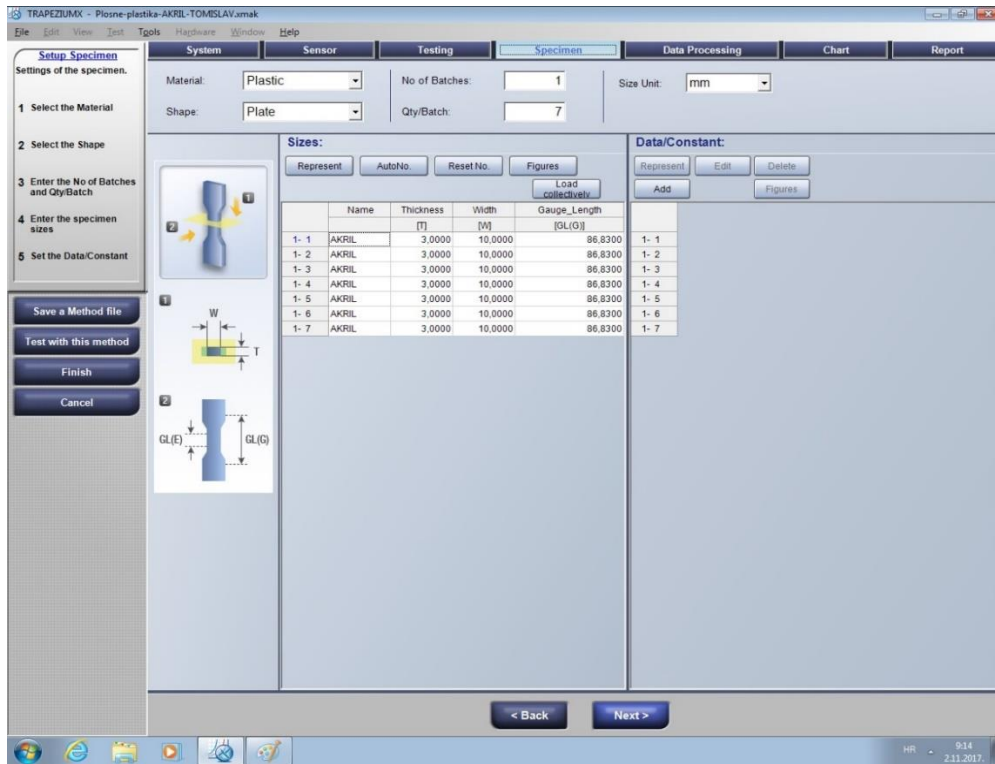 TRAPEZIUMX - Plosne-plastika-AKRIL-TOMISLAV.xmak
File Edit View Test Tools Hardware Window Help
Setup Specimen
Settings of the specimen.
1 Select the Material
2 Select the Shape
3 Enter the No of Batches
and Qty/Batch
4 Enter the specimen
sizes
5 Set the Data/Constant
Save a Method file
Test with this method
Finish
Cancel
System Sensor Testing Specimen Data Processing Chart Report
Material: Plastic No of Batches: 1 Size Unit: mm
Shape: Plate Qty/Batch: 7
1
2
1
W
T
2
GL(E) GL(G)
Sizes:
Represent AutoNo. Reset No. Figures
Load
collectively
Name Thickness Width Gauge_Length
[T] [W] [GL(G)]
1- 1 AKRIL 3,0000 10,0000 86,8300
1- 2 AKRIL 3,0000 10,0000 86,8300
1- 3 AKRIL 3,0000 10,0000 86,8300
1- 4 AKRIL 3,0000 10,0000 86,8300
1- 5 AKRIL 3,0000 10,0000 86,8300
1- 6 AKRIL 3,0000 10,0000 86,8300
1- 7 AKRIL 3,0000 10,0000 86,8300
Data/Constant:
Represent Edit Delete
Add Figures
1- 1
1- 2
1- 3
1- 4
1- 5
1- 6
1- 7
< Back Next >
HR 9:14
2.11.2017.